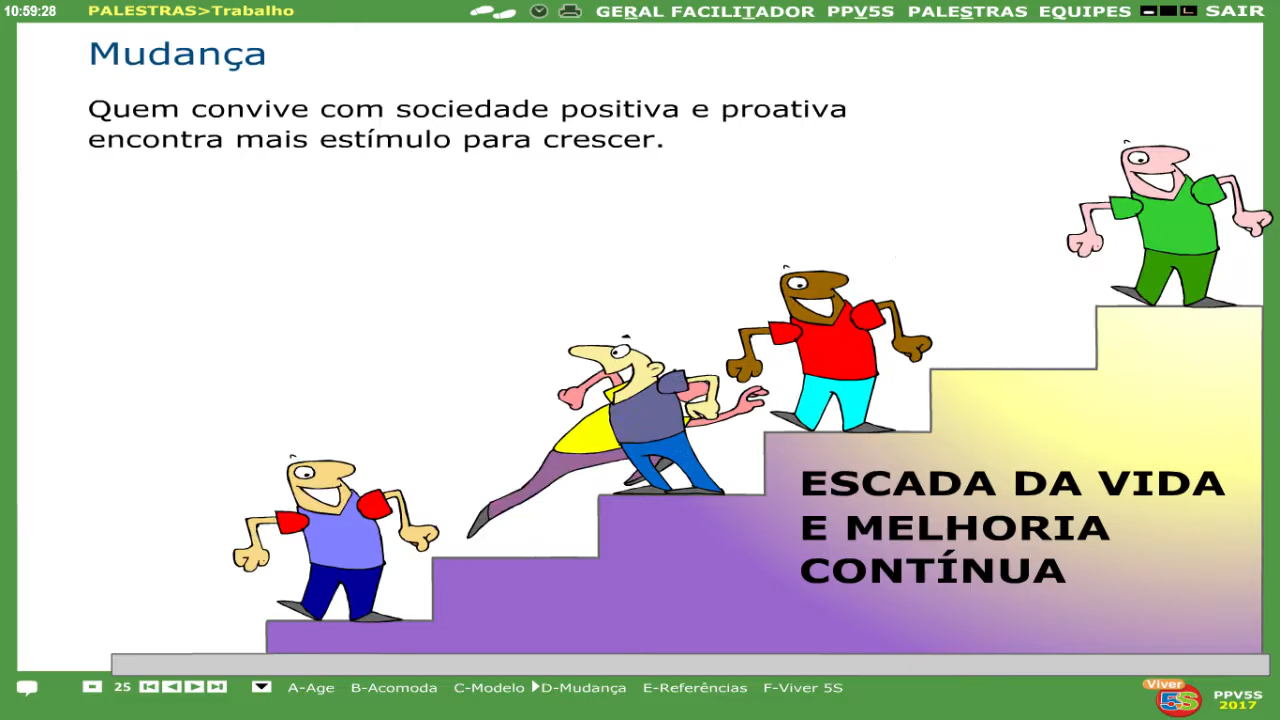 10:59:28 PALESTRAS>Trabalho GERAL FACILITADOR PPV5S PALESTRAS EQUIPES SAIR
Mudança
Quem convive com sociedade positiva e proativa
encontra mais estímulo para crescer.
ESCADA DA VIDA
E MELHORIA
CONTÍNUA
25 A-Age B-Acomoda C-Modelo D-Mudança E-Referências F-Viver 5S
Viver
5S
PPV5S
2017